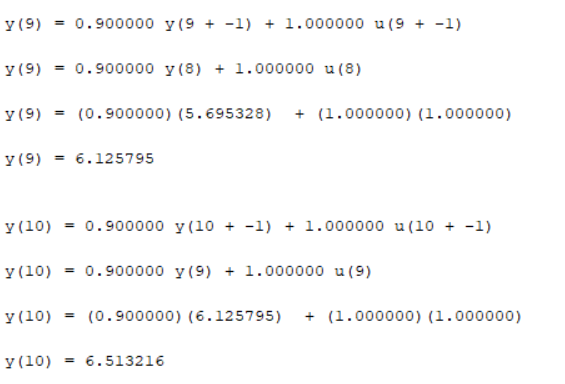 y(9) = 0.900000 y(9 + -1) + 1.000000 u(9 + -1)
y(9) = 0.900000 y(8) + 1.000000 u(8)
y(9) = (0.900000)(5.695328) + (1.000000)(1.000000)
y(9) = 6.125795
y(10) = 0.900000 y(10 + -1) + 1.000000 u(10 + -1)
y(10) = 0.900000 y(9) + 1.000000 u(9)
y(10) = (0.900000)(6.125795) + (1.000000)(1.000000)
y(10) = 6.513216